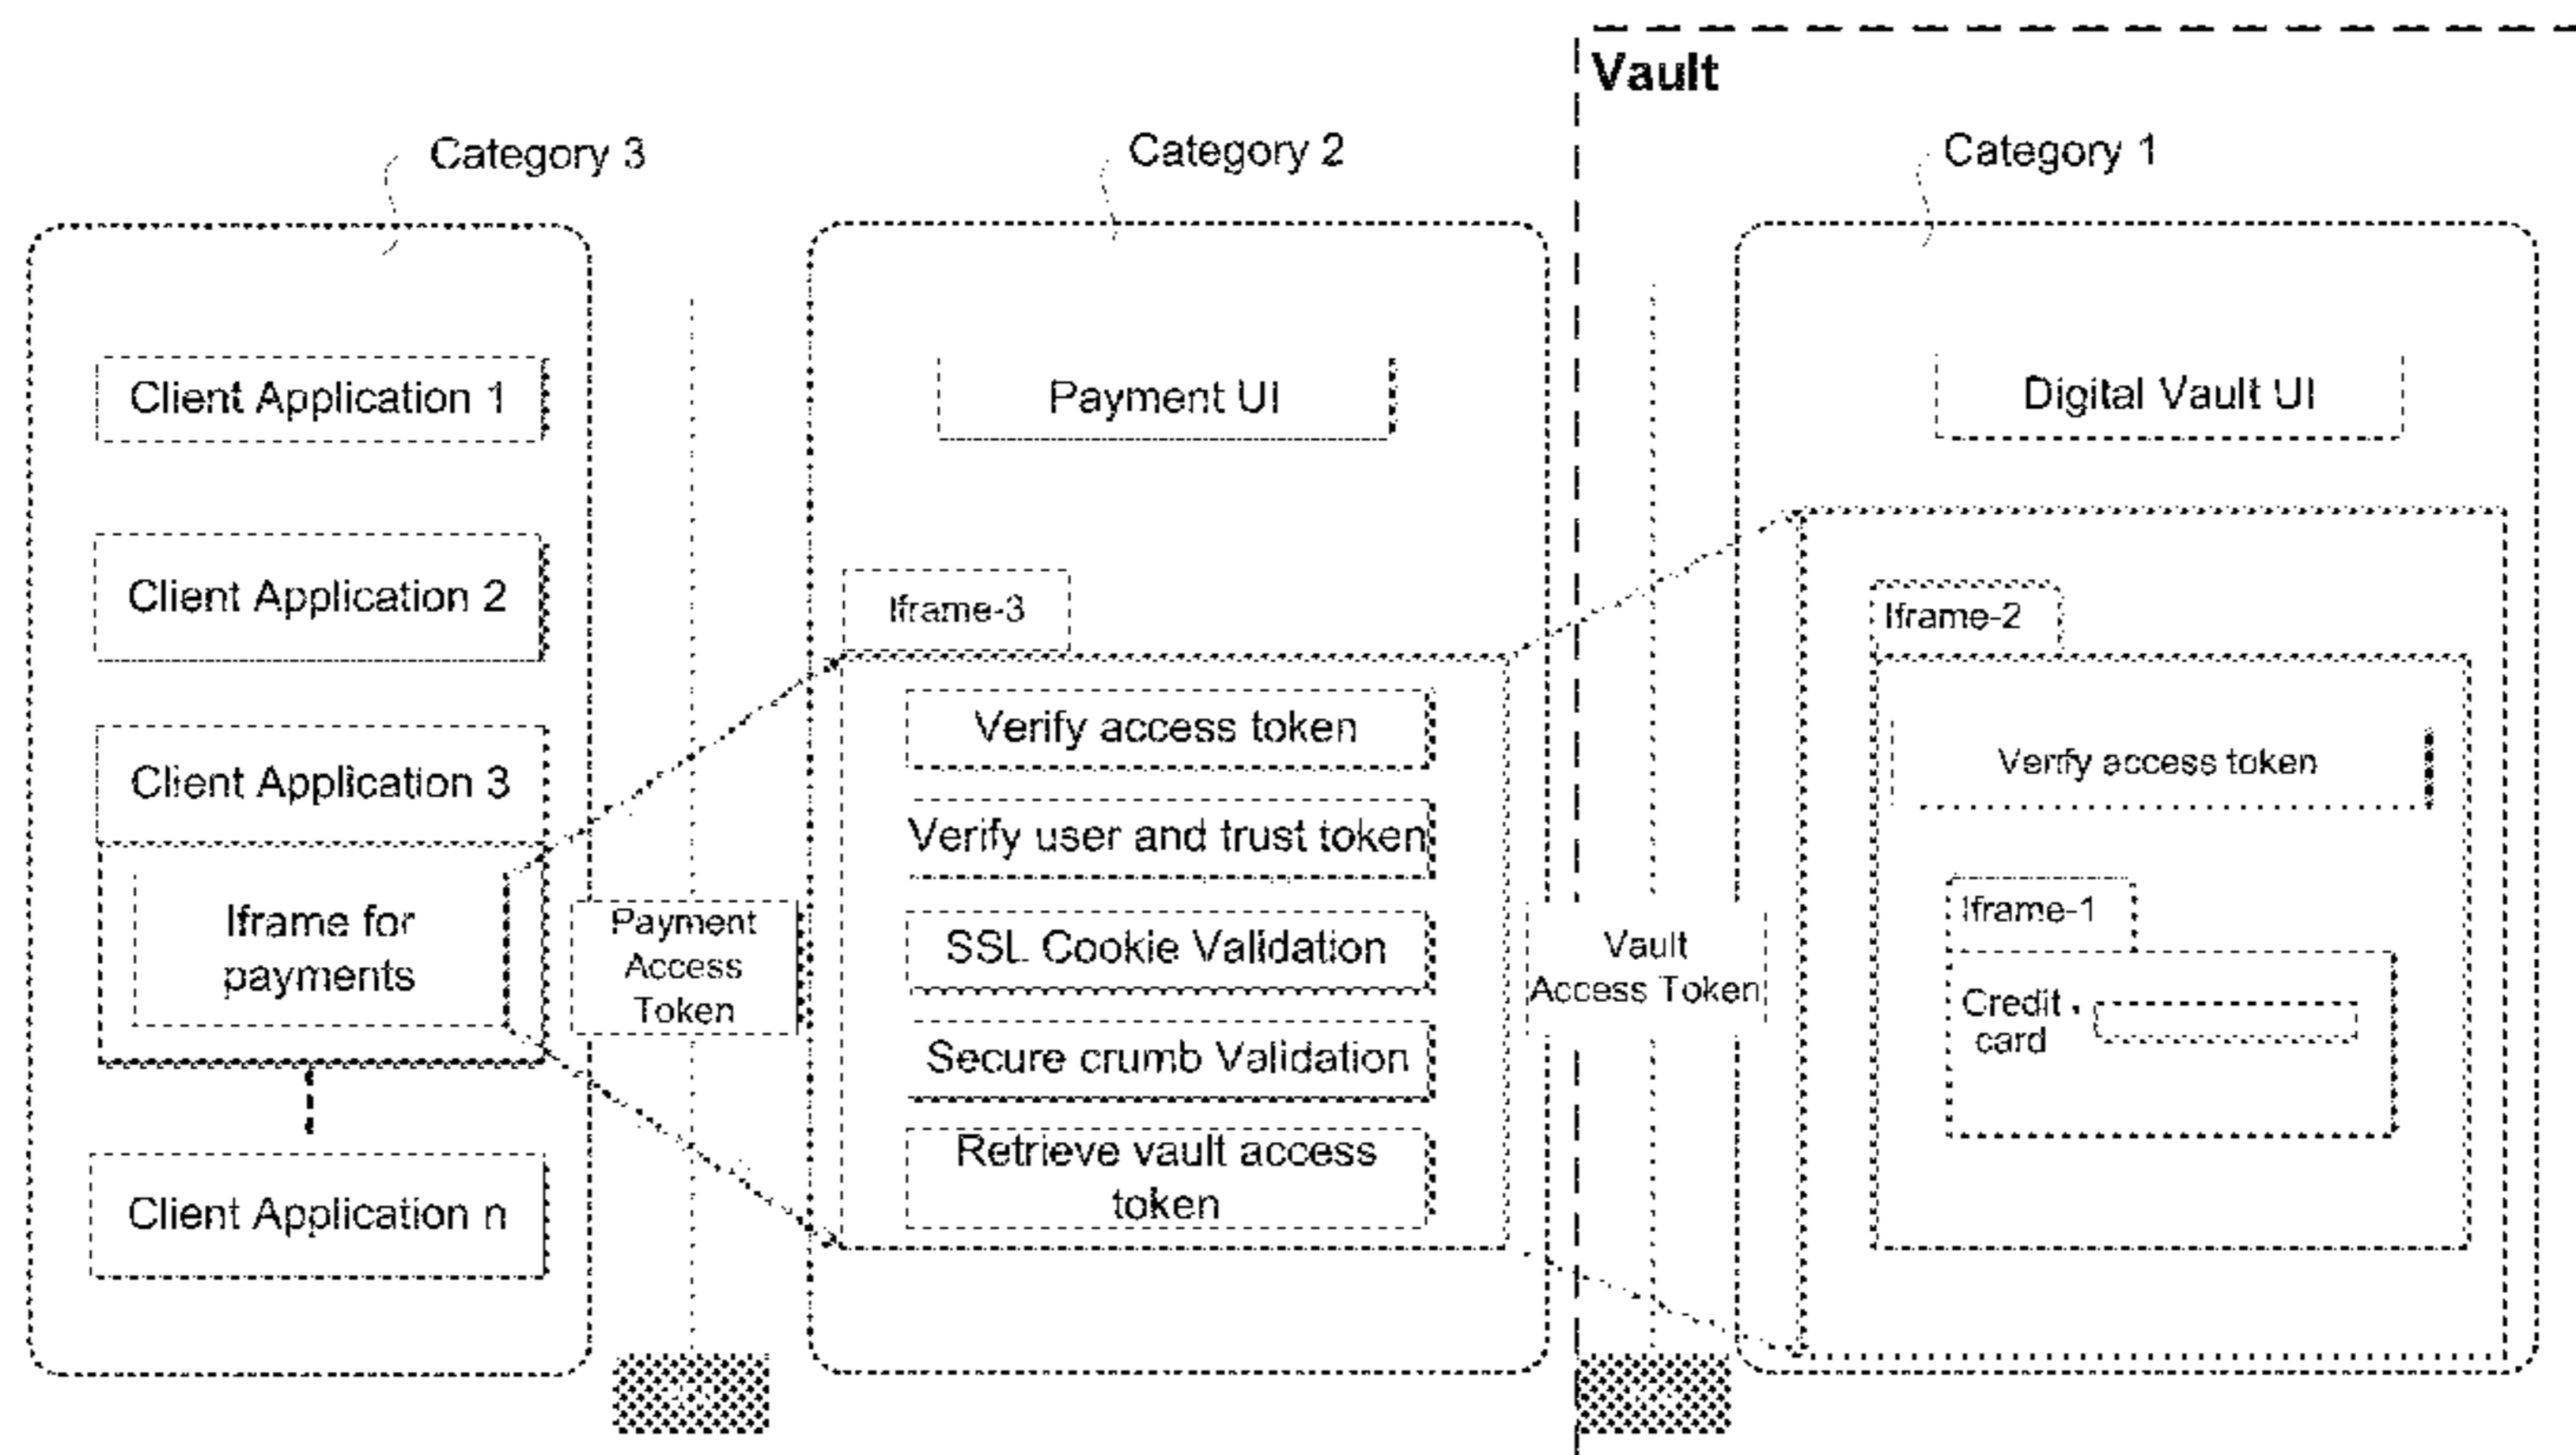 Vault
Category 3
Category 2
Category 1
Client Application 1
Client Application 2
Client Application 3
Iframe for
payments
Client Application n
Payment
Access
Token
Payment UI
Iframe-3
Verify access token
Verify user and trust token
SSL Cookie Validation
Secure crumb Validation
Retrieve vault access
token
Vault
Access Token
Digital Vault UI
Iframe-2
Verify access token
Iframe-1
Credit
card